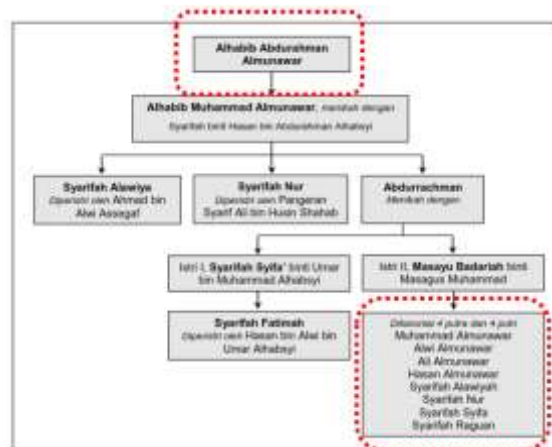 Alhabib Abdurahman
Almunawar
Alhabib Muhammad Almunawar, menikah dengan
Syarifah binti Hasan bin Abdurahman Alhabsyi
Syarifah Alawiya
Diperistri oleh Ahmad bin
Alwi Assegaf
Syarifah Nur
Diperistri oleh Pangeran
Syarif Ali bin Husin Shahab
Abdurrachman
Menikah dengan
Istri I, Syarifah Syifa' binti Umar
bin Muhammad Alhabsyi
Istri II, Masayu Badariah binti
Masagus Muhammad
Syarifah Fatimah
Diperistri oleh Hasan bin Alwi bin
Umar Alhabsyi
Dikaruniai 4 putra dan 4 putri
Muhammad Almunawar
Alwi Almunawar
Ali Almunawar
Hasan Almunawar
Syarifah Alawiyah
Syarifah Nur
Syarifah Syifa
Syarifah Raguan